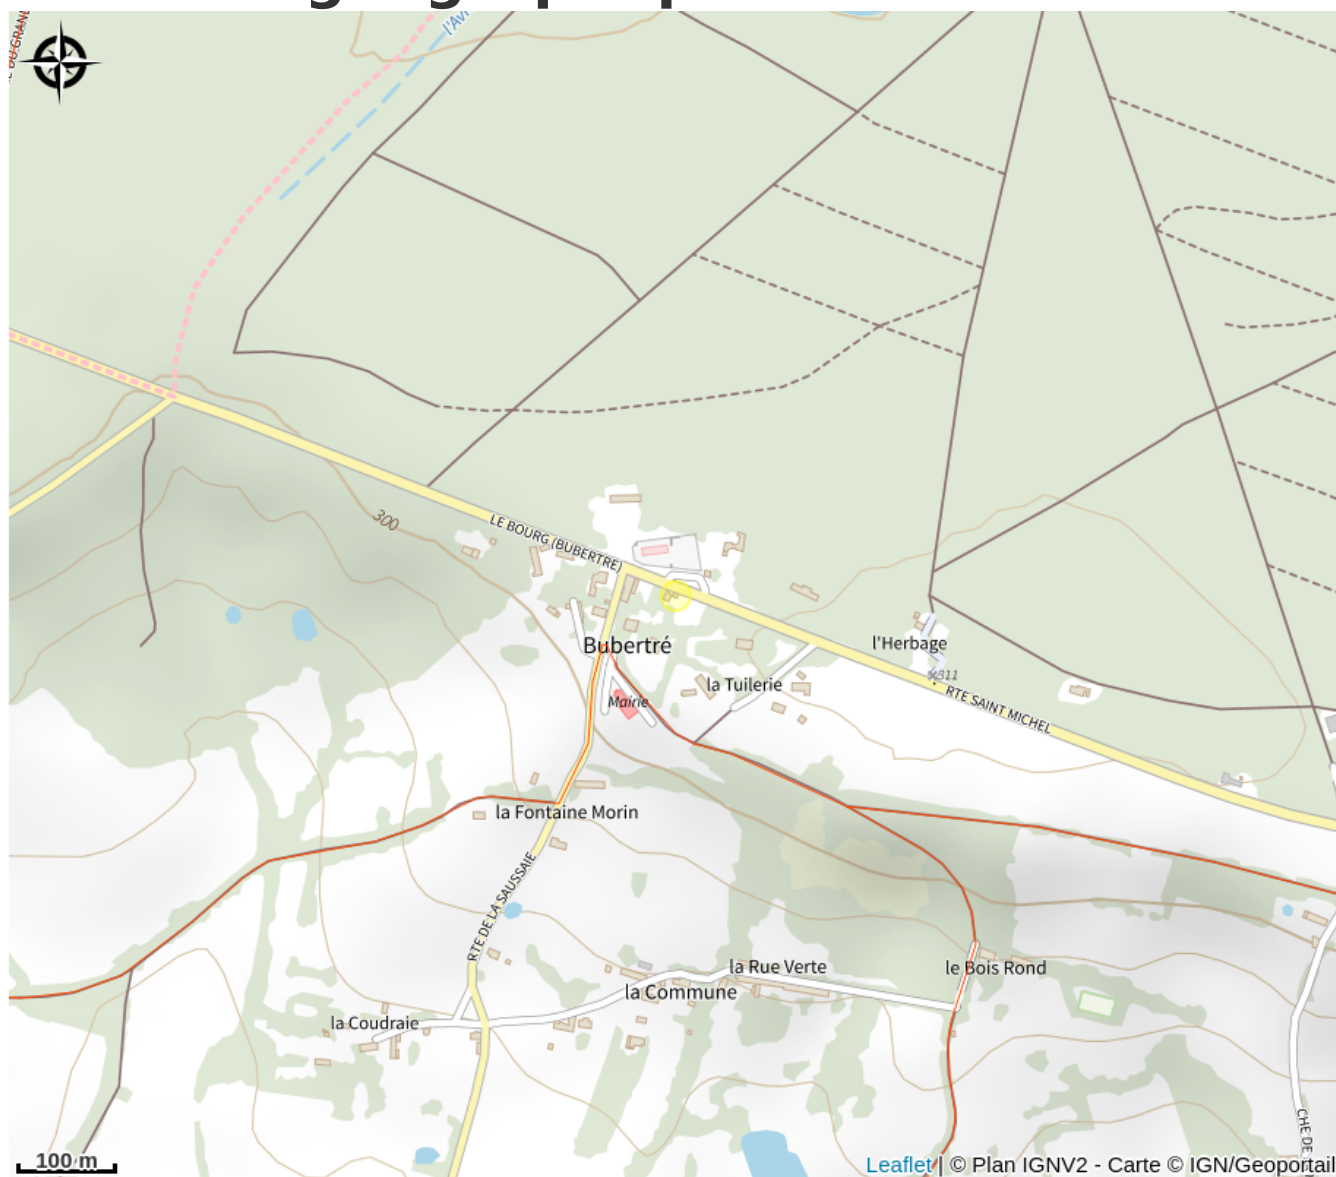 l'Avr
300
LE BOURG (BUBERTRE)
Bubertré
l'Herbage
311
la Tuilerie
Mairie
RTE SAINT MICHEL
la Fontaine Morin
RTE DE LA SAUSSAIE
la Rue Verte
le Bois Rond
la Commune
la Coudraie
CHE DE
100 m
Leaflet | © Plan IGNV2 - Carte © IGN/Geoportail